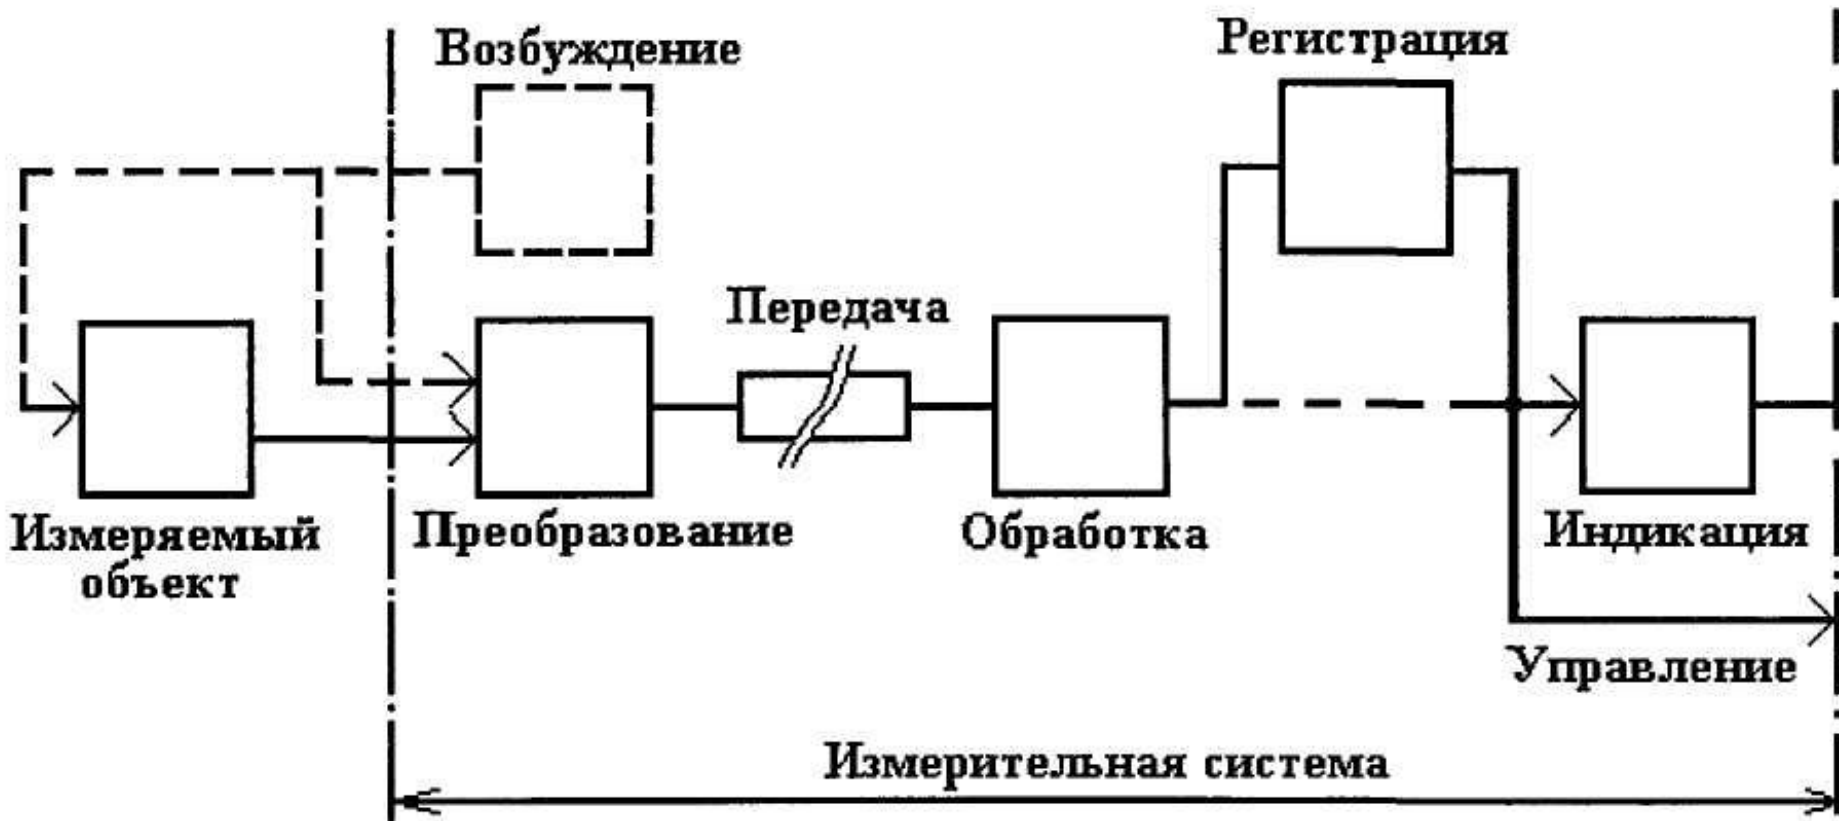 Возбуждение
Регистрация
Передача
Измеряемый
объект
Преобразование
Обработка
Индикация
Управление
Измерительная система